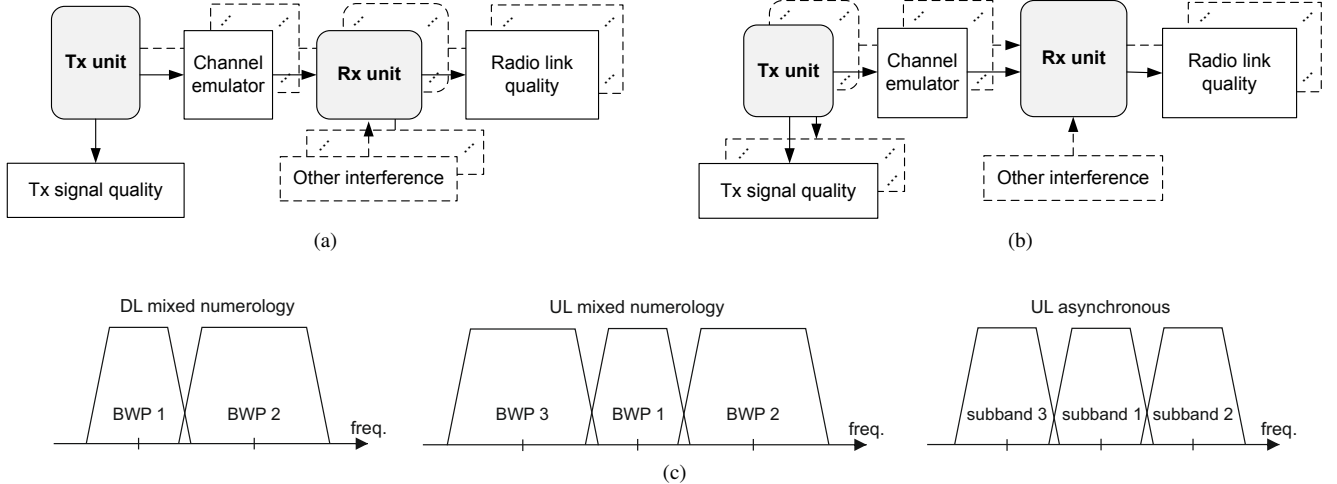 Tx unit
Channel
emulator
Rx unit
Radio link
quality
Tx signal quality
Other interference
(a)
Tx unit
Channel
emulator
Rx unit
Radio link
quality
Tx signal quality
Other interference
(b)
DL mixed numerology
BWP 1
BWP 2
freq.
UL mixed numerology
BWP 3
BWP 1
BWP 2
freq.
UL asynchronous
subband 3
subband 1
subband 2
freq.
(c)